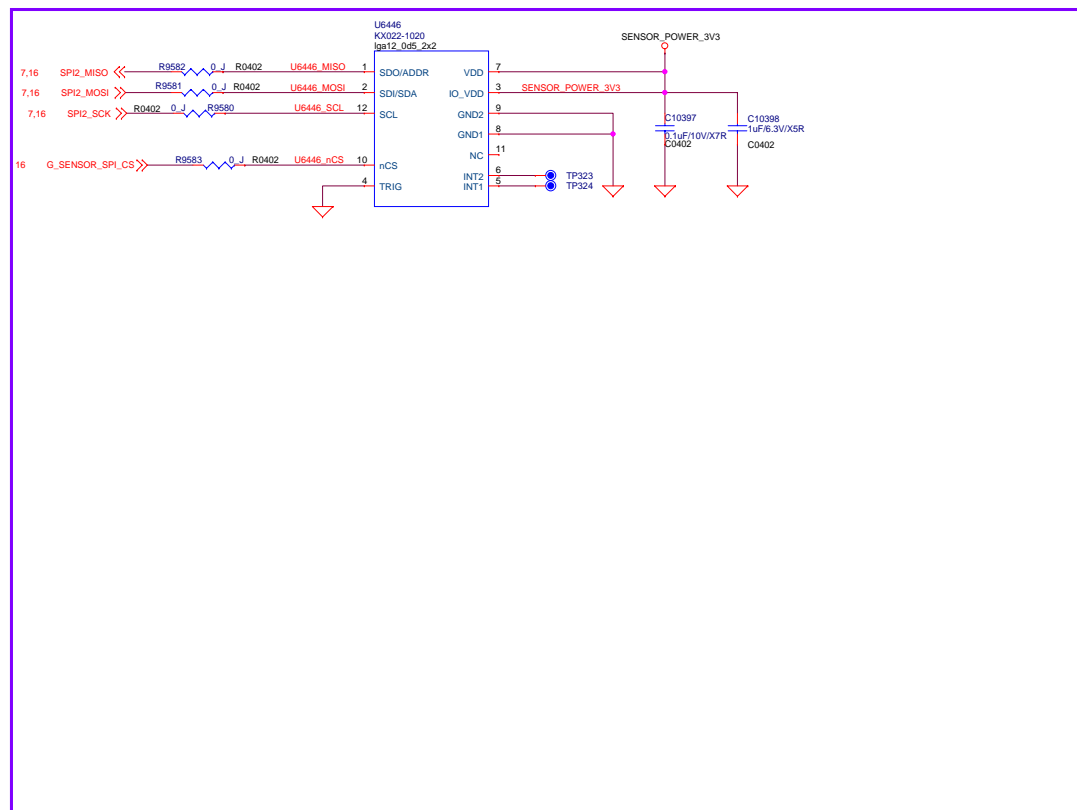 U6446
KX022-1020
lga12_0d5_2x2
SENSOR_POWER_3V3
7,16 SPI2_MISO R9582 0_J R0402 U6446_MISO 1 SDO/ADDR VDD 7
7,16 SPI2_MOSI R9581 0_J R0402 U6446_MOSI 2 SDI/SDA IO_VDD 3 SENSOR_POWER_3V3
7,16 SPI2_SCK R0402 0_J R9580 U6446_SCL 12 SCL GND2 9
GND1 8
C10397
0.1uF/10V/X7R
C0402
C10398
1uF/6.3V/X5R
C0402
NC 11
16 G_SENSOR_SPI_CS R9583 0_J R0402 U6446_nCS 10 nCS
INT2 6 TP323
4 TRIG INT1 5 TP324